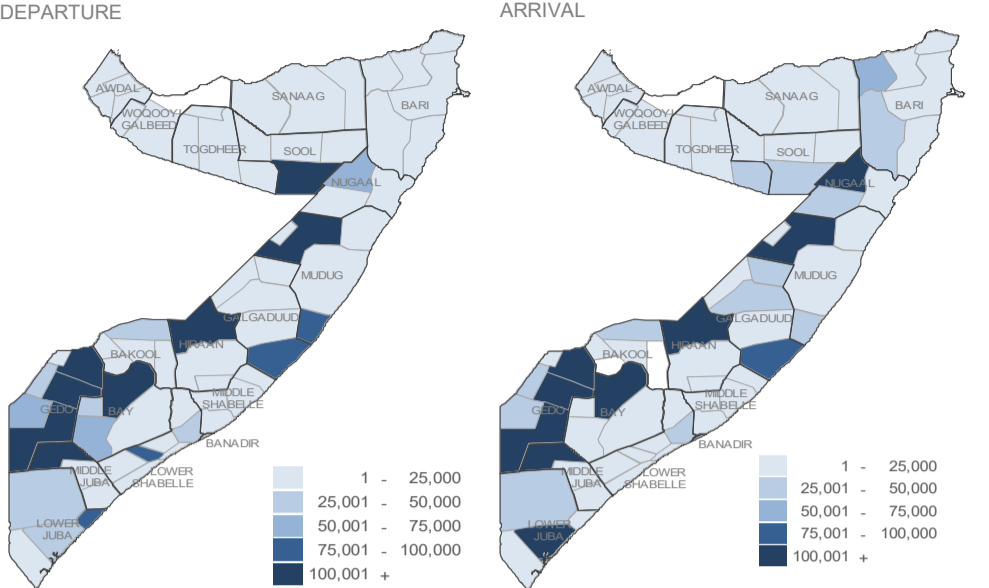 DEPARTURE
AWDAL
WOQOOYI
GALBEED
TOGDHEER
SANAAG
SOOL
BARI
NUGAAL
MUDUG
GALGADUUD
HIRAAN
BAKOOL
GEDO
BAY
MIDDLE
SHABELLE
BANADIR
MIDDLE
JUBA
LOWER
SHABELLE
LOWER
JUBA
1 - 25,000
25,001 - 50,000
50,001 - 75,000
75,001 - 100,000
100,001 +
ARRIVAL
AWDAL
WOQOOYI
GALBEED
TOGDHEER
SANAAG
SOOL
BARI
NUGAAL
MUDUG
GALGADUUD
HIRAAN
BAKOOL
GEDO
BAY
MIDDLE
SHABELLE
BANADIR
MIDDLE
JUBA
LOWER
SHABELLE
LOWER
JUBA
1 - 25,000
25,001 - 50,000
50,001 - 75,000
75,001 - 100,000
100,001 +